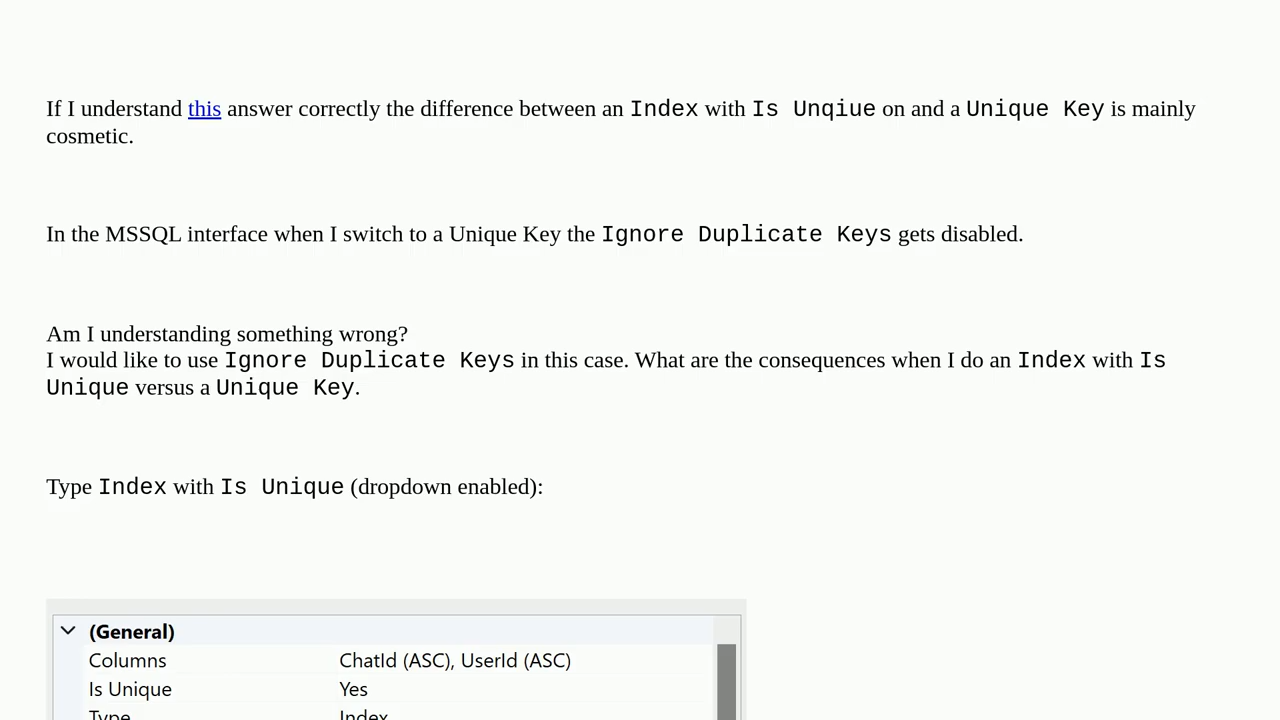 If I understand this answer correctly the difference between an Index with Is Unqiue on and a Unique Key is mainly
cosmetic.
In the MSSQL interface when I switch to a Unique Key the Ignore Duplicate Keys gets disabled.
Am I understanding something wrong?
I would like to use Ignore Duplicate Keys in this case. What are the consequences when I do an Index with Is
Unique versus a Unique Key.
Type Index with Is Unique (dropdown enabled):
(General)
Columns ChatId (ASC), UserId (ASC)
Is Unique Yes
Type Index